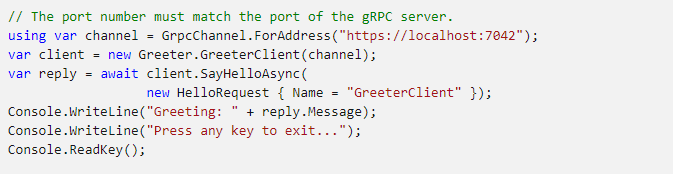 // The port number must match the port of the gRPC server.
using var channel = GrpcChannel.ForAddress("https://localhost:7042");
var client = new Greeter.GreeterClient(channel);
var reply = await client.SayHelloAsync(
                  new HelloRequest { Name = "GreeterClient" });
Console.WriteLine("Greeting: " + reply.Message);
Console.WriteLine("Press any key to exit...");
Console.ReadKey();